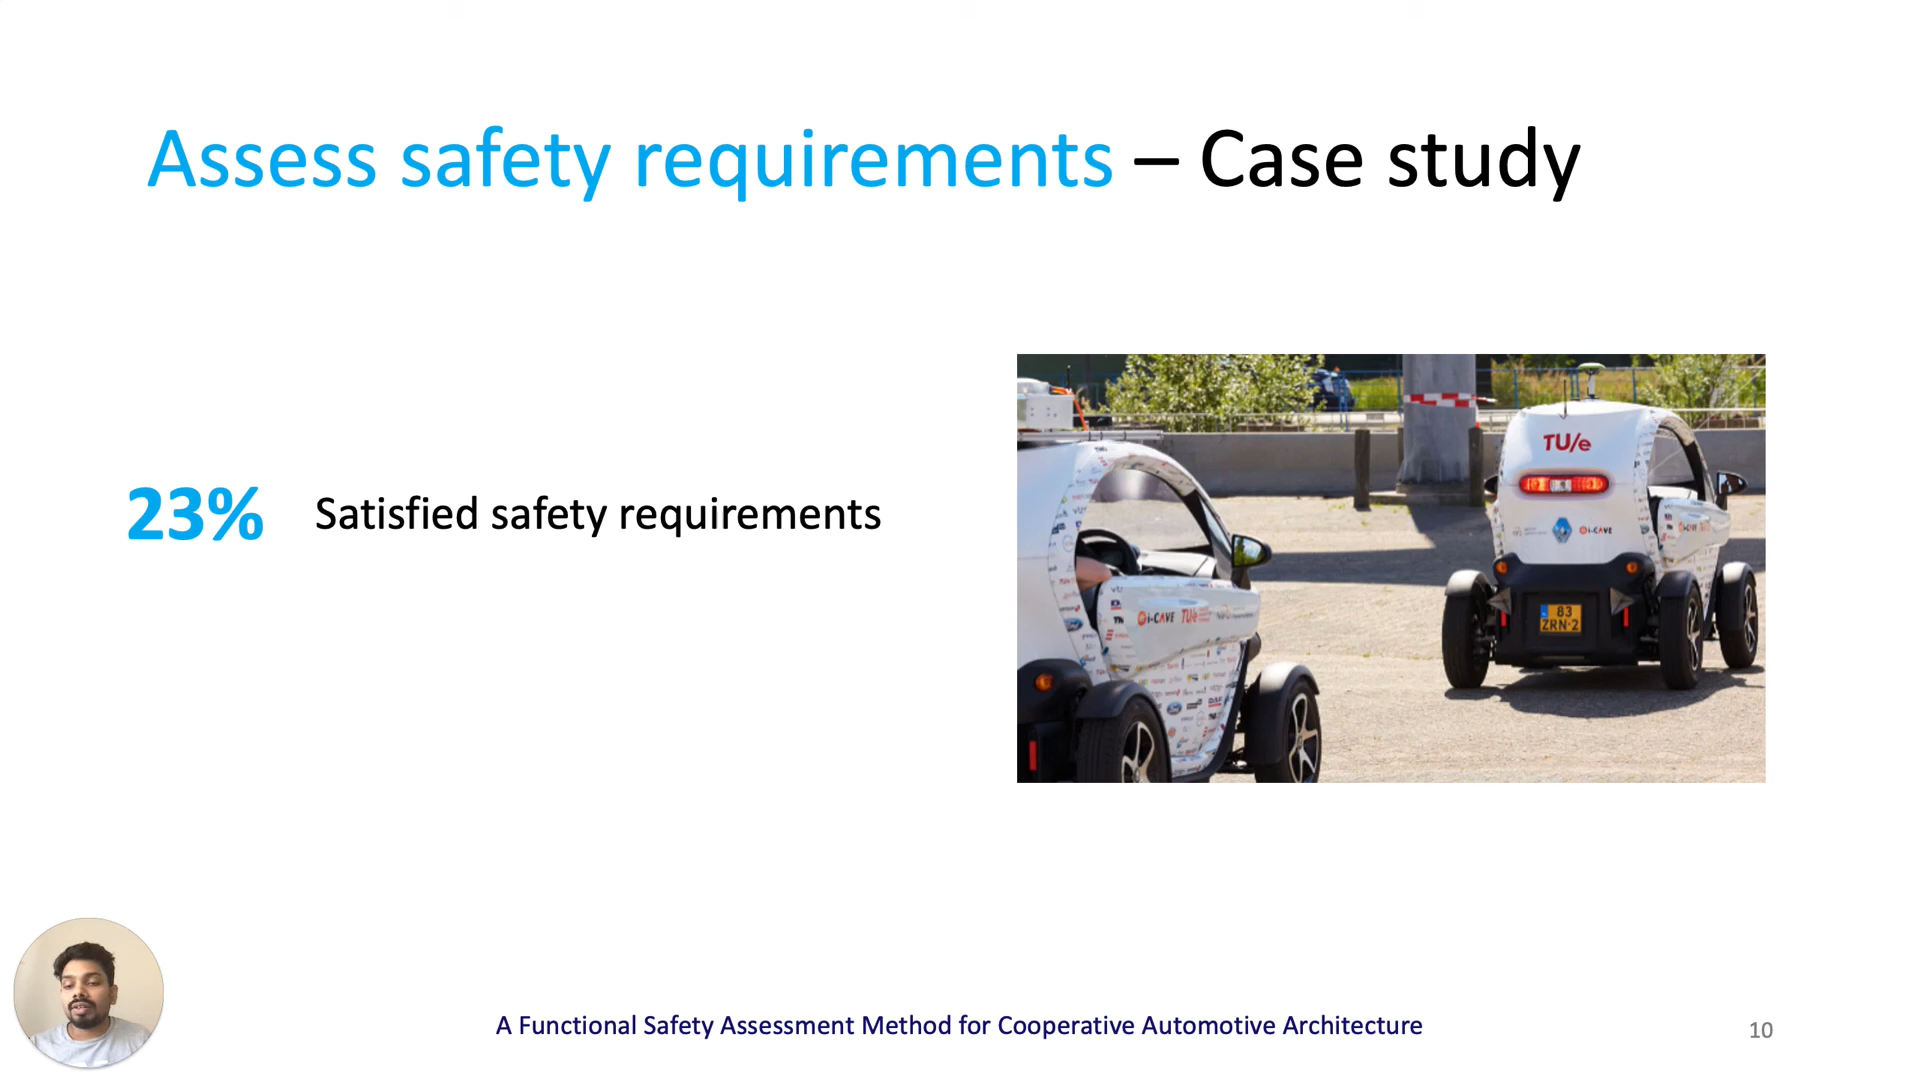 Assess safety requirements – Case study
23% Satisfied safety requirements
TU/e
i-CAVE
i-CAVE TU/e
83
ZRN-2
A Functional Safety Assessment Method for Cooperative Automotive Architecture
10